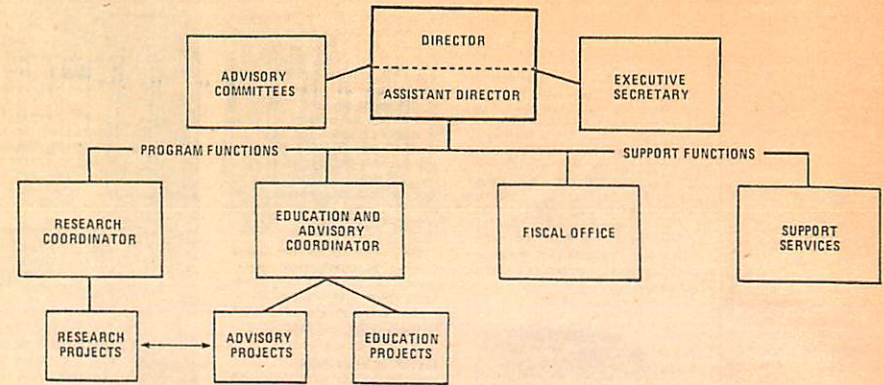 DIRECTOR
ADVISORY
COMMITTEES
ASSISTANT DIRECTOR
EXECUTIVE
SECRETARY
PROGRAM FUNCTIONS
SUPPORT FUNCTIONS
RESEARCH
COORDINATOR
EDUCATION AND
ADVISORY
COORDINATOR
FISCAL OFFICE
SUPPORT
SERVICES
RESEARCH
PROJECTS
ADVISORY
PROJECTS
EDUCATION
PROJECTS